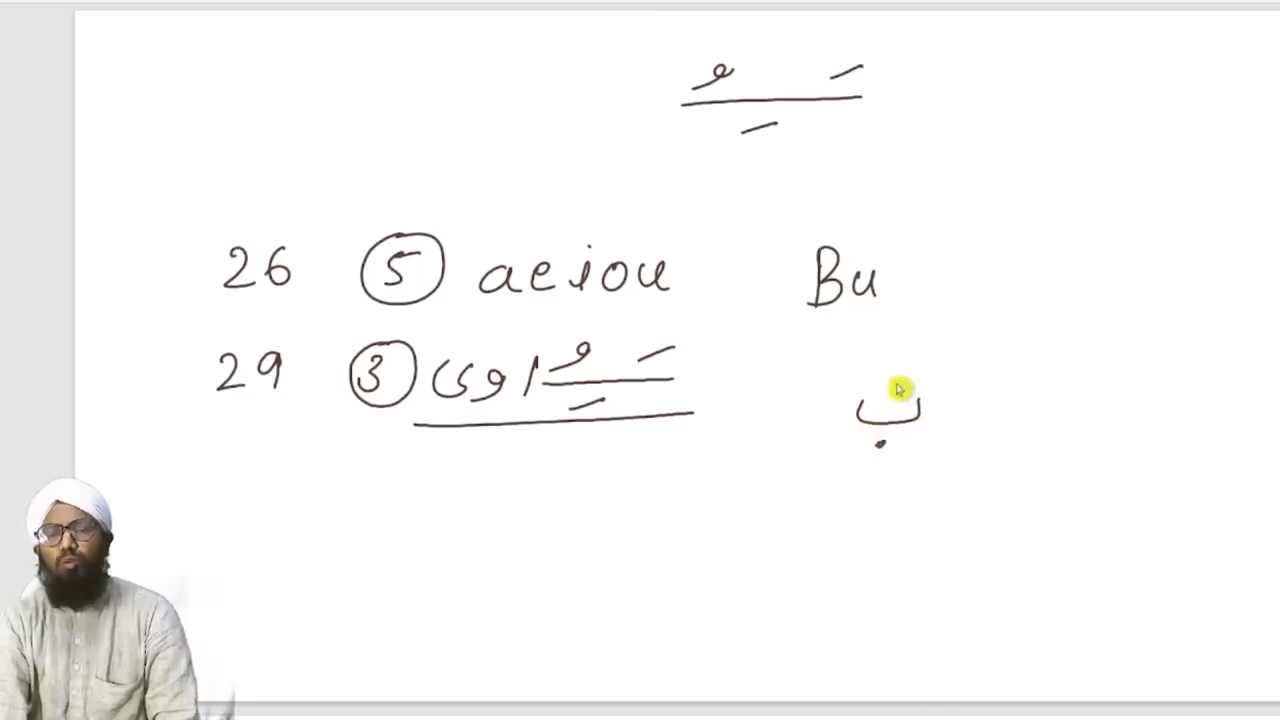 َ ُ
ِ
26 5 aeiou Bu
29 3 ا و ی َ ُ ِ
ب